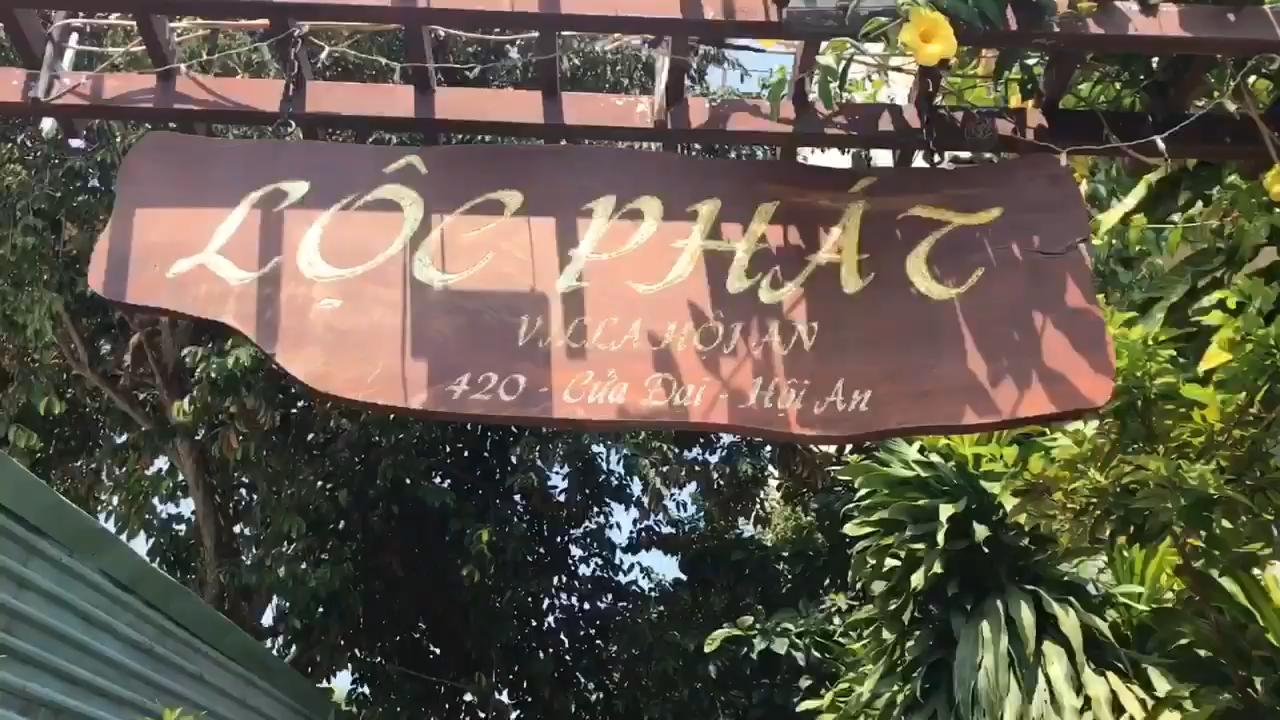 LỘC PHÁT
VILLA HỘI AN
420 - Cửa Đại - Hội An